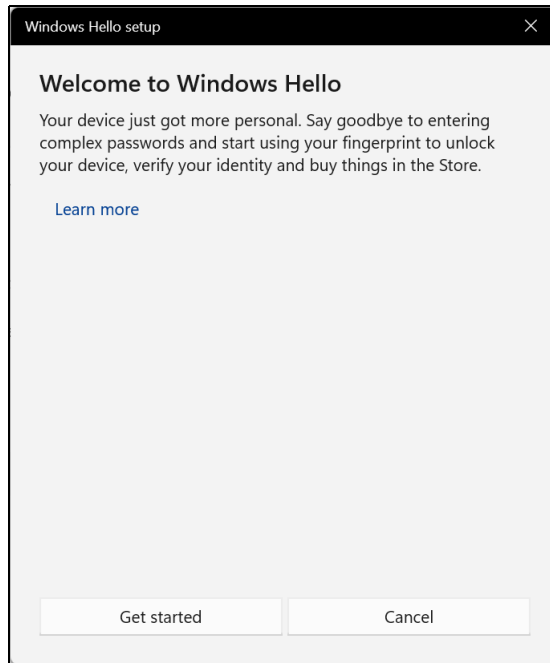 Windows Hello setup
Welcome to Windows Hello
Your device just got more personal. Say goodbye to entering
complex passwords and start using your fingerprint to unlock
your device, verify your identity and buy things in the Store.
Learn more
Get started
Cancel